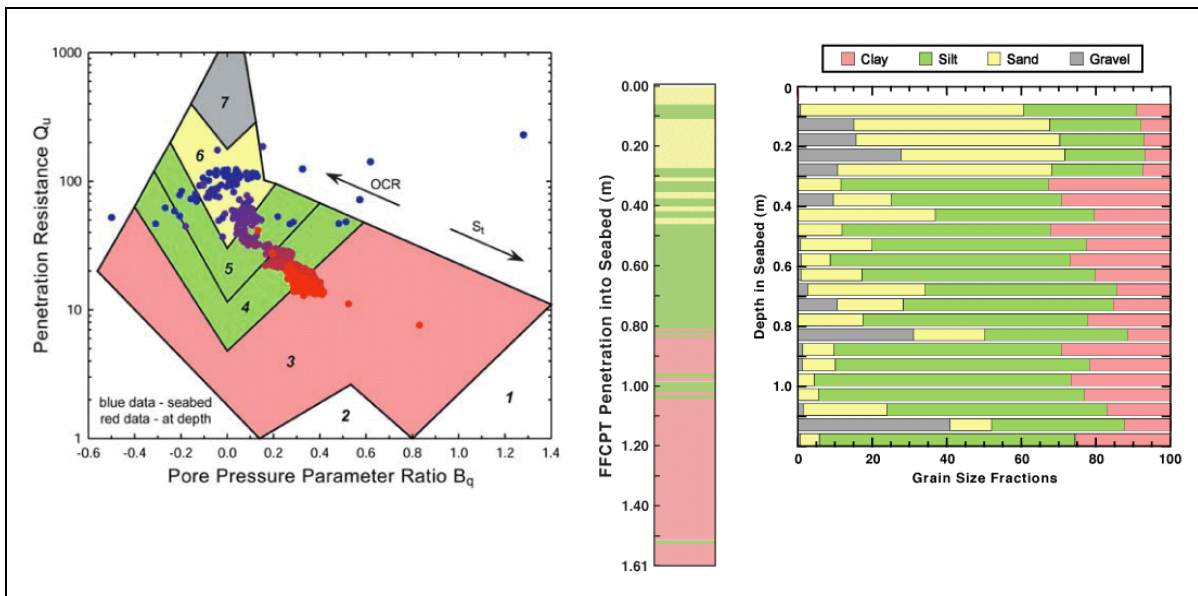 1000
100
10
1
Penetration Resistance Qu
7
6
5
4
3
2
1
OCR
St
blue data - seabed
red data - at depth
-0.6 -0.4 -0.2 0.0 0.2 0.4 0.6 0.8 1.0 1.2 1.4
Pore Pressure Parameter Ratio Bq
FFCPT Penetration into Seabed (m)
0.00
0.20
0.40
0.60
0.80
1.00
1.20
1.40
1.61
Clay Silt Sand Gravel
Depth in Seabed (m)
0
0.2
0.4
0.6
0.8
1.0
0 20 40 60 80 100
Grain Size Fractions